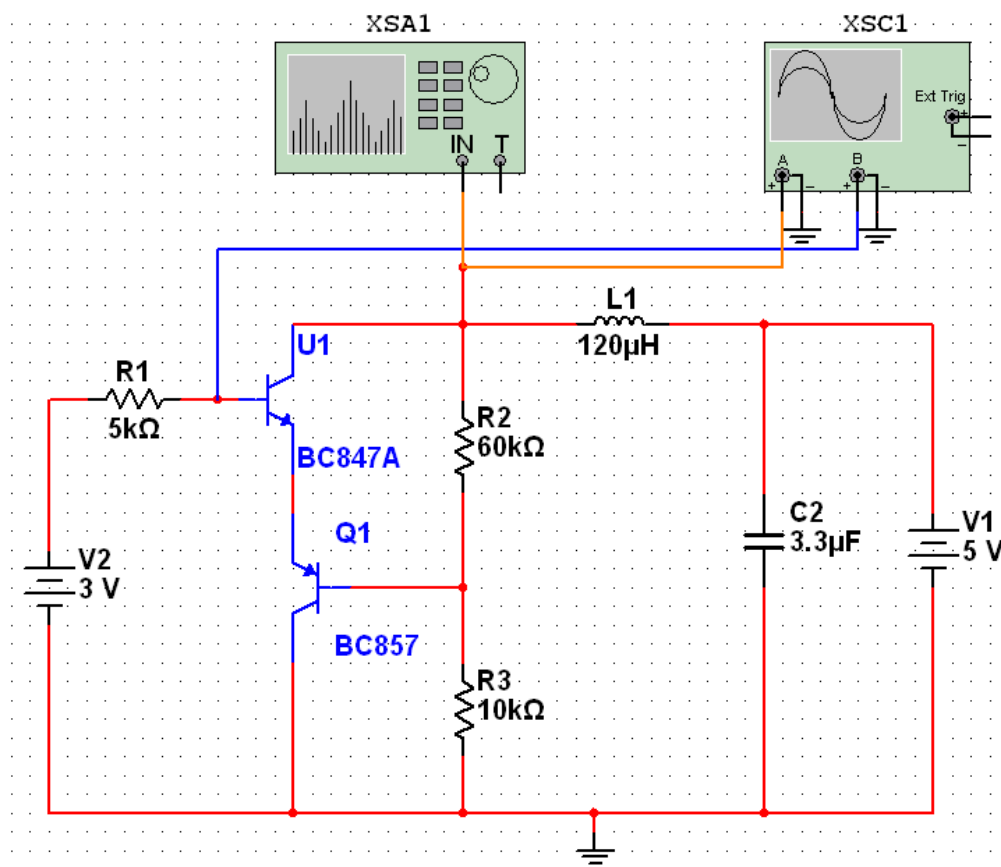 XSA1
XSC1
Ext Trig
+
−
IN T
A
B
+ − + −
L1
120µH
U1
R1
5kΩ
BC847A
R2
60kΩ
Q1
V2
3 V
C2
3.3µF
V1
5 V
BC857
R3
10kΩ